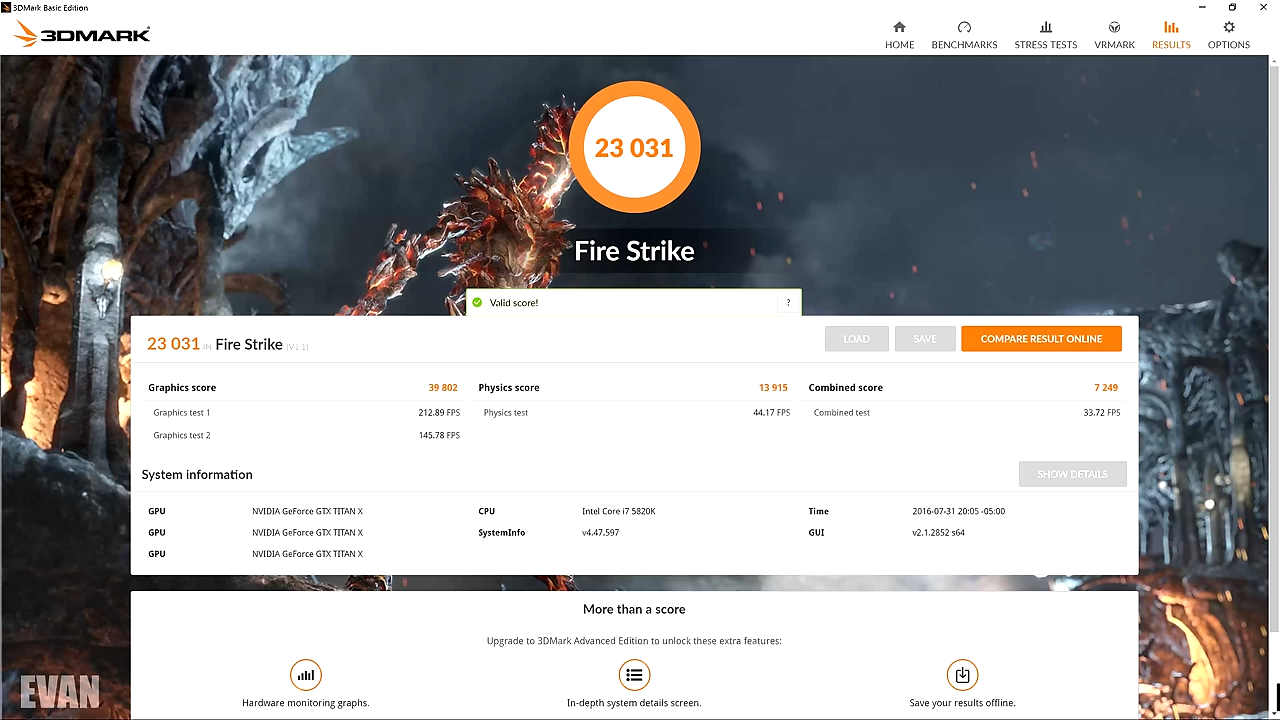 3DMark Basic Edition
3DMARK
HOME BENCHMARKS STRESS TESTS VRMARK RESULTS OPTIONS
23 031
Fire Strike
Valid score! ?
23 031 IN Fire Strike (V1.1) LOAD SAVE COMPARE RESULT ONLINE
Graphics score 39 802 Physics score 13 915 Combined score 7 249
Graphics test 1 212.89 FPS Physics test 44.17 FPS Combined test 33.72 FPS
Graphics test 2 145.78 FPS
System information SHOW DETAILS
GPU NVIDIA GeForce GTX TITAN X CPU Intel Core i7 5820K Time 2016-07-31 20:05 -05:00
GPU NVIDIA GeForce GTX TITAN X SystemInfo v4.47.597 GUI v2.1.2852 s64
GPU NVIDIA GeForce GTX TITAN X
More than a score
Upgrade to 3DMark Advanced Edition to unlock these extra features:
Hardware monitoring graphs. In-depth system details screen. Save your results offline.
EVAN